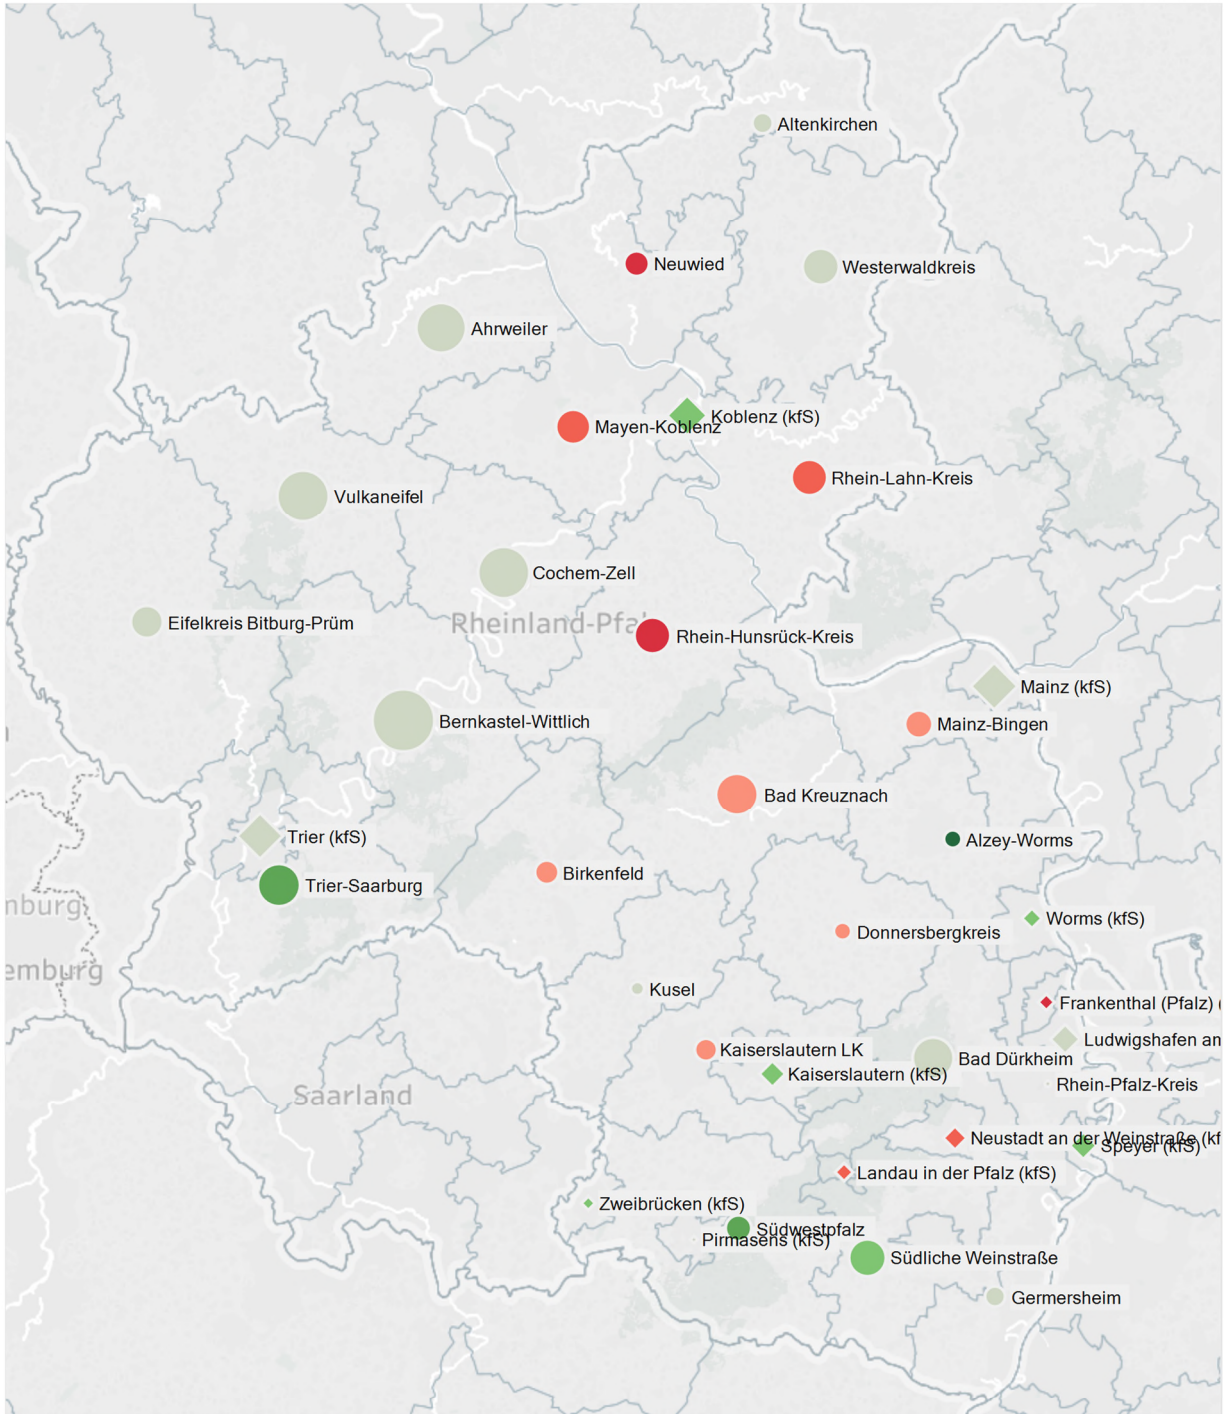 Altenkirchen
Neuwied
Westerwaldkreis
Ahrweiler
Koblenz (kfS)
Mayen-Koblenz
Rhein-Lahn-Kreis
Vulkaneifel
Cochem-Zell
Eifelkreis Bitburg-Prüm
Rheinland-Pfal
Rhein-Hunsrück-Kreis
Mainz (kfS)
Bernkastel-Wittlich
Mainz-Bingen
Bad Kreuznach
Trier (kfS)
Alzey-Worms
Birkenfeld
Trier-Saarburg
nburg
Worms (kfS)
Donnersbergkreis
emburg
Kusel
Frankenthal (Pfalz) (
Ludwigshafen an
Kaiserslautern LK
Bad Dürkheim
Kaiserslautern (kfS)
Rhein-Pfalz-Kreis
Saarland
Neustadt an der Weinstraße (kf
Speyer (kfS)
Landau in der Pfalz (kfS)
Zweibrücken (kfS)
Südwestpfalz
Pirmasens (kfS)
Südliche Weinstraße
Germersheim